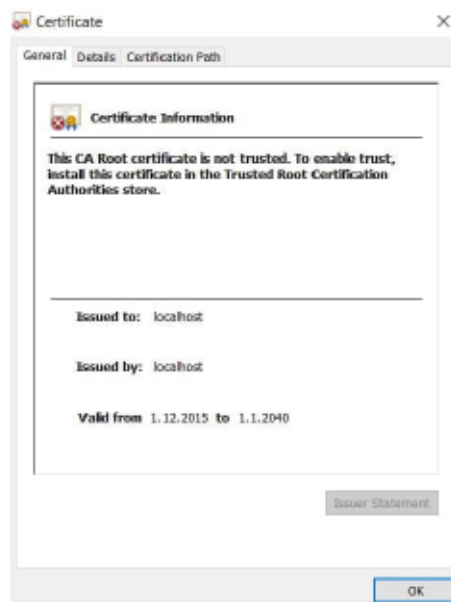 Certificate
General Details Certification Path
Certificate Information
This CA Root certificate is not trusted. To enable trust,
install this certificate in the Trusted Root Certification
Authorities store.
Issued to: localhost
Issued by: localhost
Valid from 1.12.2015 to 1.1.2040
Issuer Statement
OK